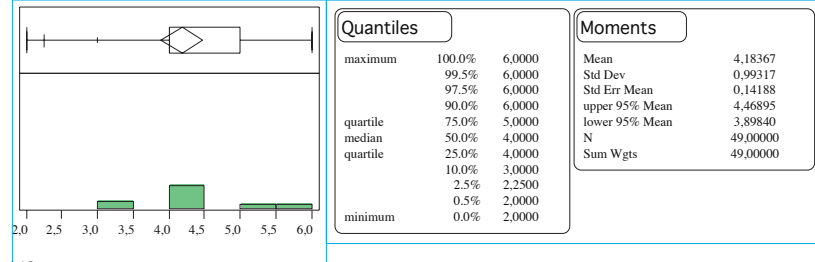 2,0 2,5 3,0 3,5 4,0 4,5 5,0 5,5 6,0
Quantiles
maximum 100.0% 6,0000
99.5% 6,0000
97.5% 6,0000
90.0% 6,0000
quartile 75.0% 5,0000
median 50.0% 4,0000
quartile 25.0% 4,0000
10.0% 3,0000
2.5% 2,2500
0.5% 2,0000
minimum 0.0% 2,0000
Moments
Mean 4,18367
Std Dev 0,99317
Std Err Mean 0,14188
upper 95% Mean 4,46895
lower 95% Mean 3,89840
N 49,00000
Sum Wgts 49,00000